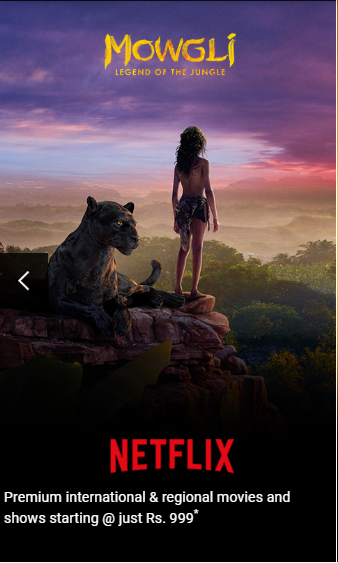 MOWGLI
LEGEND OF THE JUNGLE
NETFLIX
Premium international & regional movies and
shows starting @ just Rs. 999*